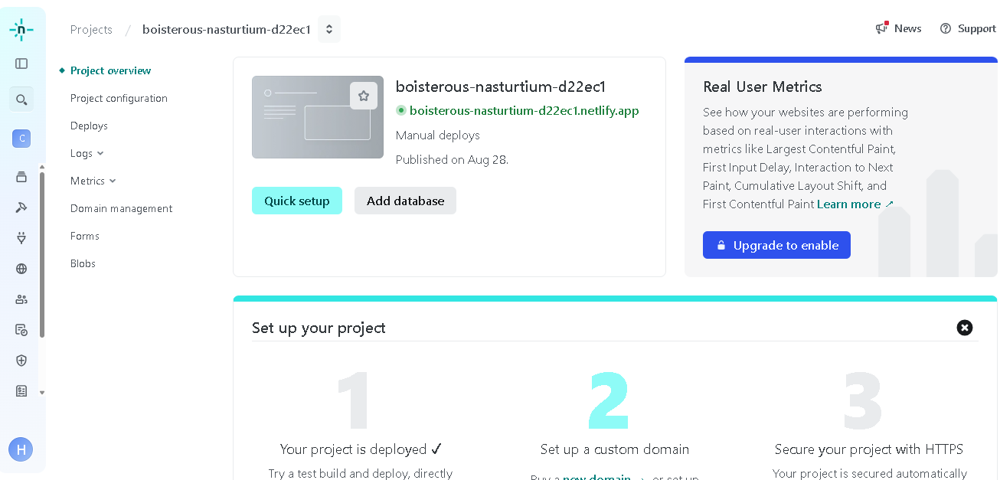 n
Projects / boisterous-nasturtium-d22ec1
News
Support
C
H
Project overview
Project configuration
Deploys
Logs
Metrics
Domain management
Forms
Blobs
boisterous-nasturtium-d22ec1
boisterous-nasturtium-d22ec1.netlify.app
Manual deploys
Published on Aug 28.
Quick setup
Add database
Real User Metrics
See how your websites are performing
based on real-user interactions with
metrics like Largest Contentful Paint,
First Input Delay, Interaction to Next
Paint, Cumulative Layout Shift, and
First Contentful Paint Learn more ↗
Upgrade to enable
Set up your project
1
Your project is deployed ✓
Try a test build and deploy, directly
2
Set up a custom domain
Buy a new domain → or set up
3
Secure your project with HTTPS
Your project is secured automatically